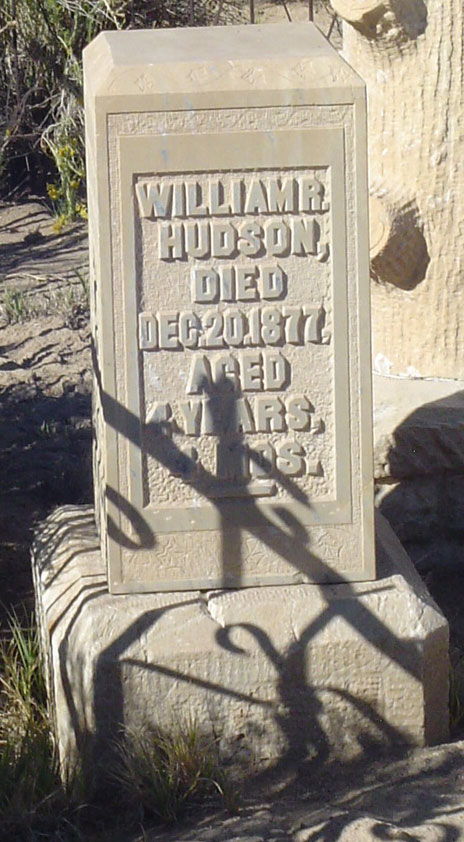 WILLIAM R.
HUDSON,
DIED
DEC. 20. 1877.
AGED
4 YEARS,
MOS.